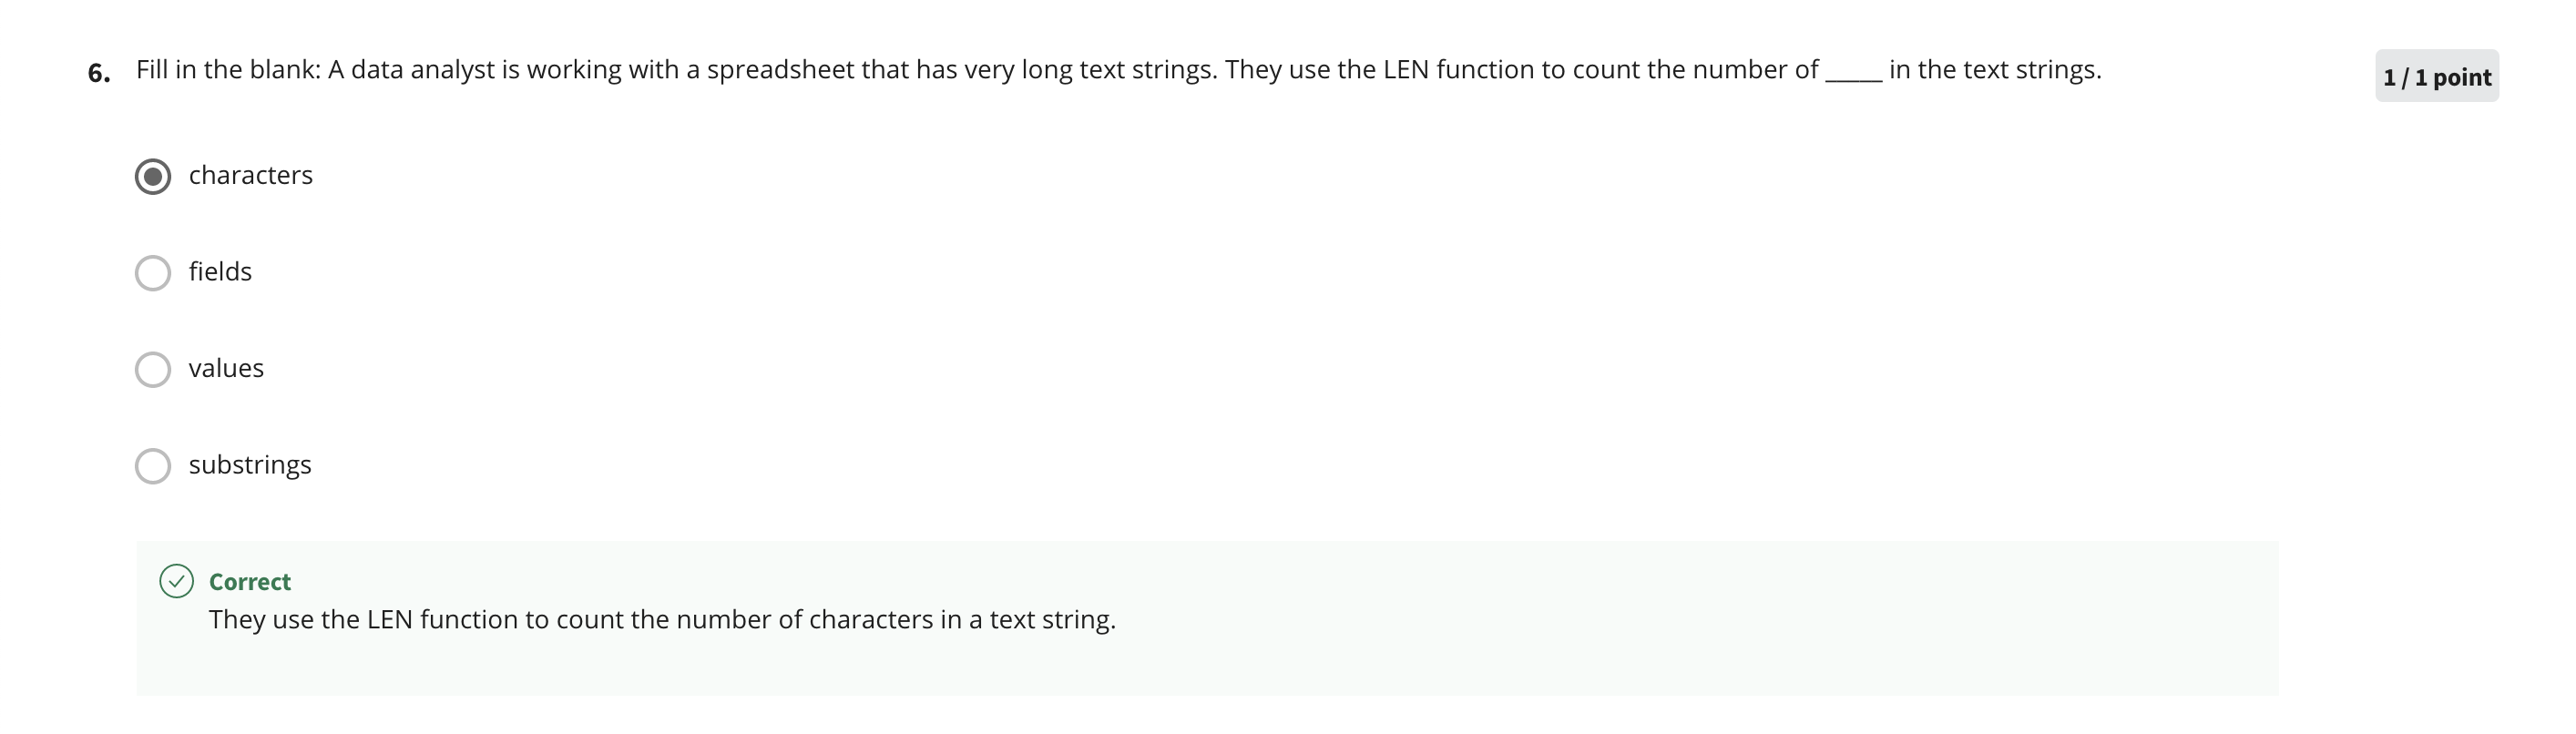 6. Fill in the blank: A data analyst is working with a spreadsheet that has very long text strings. They use the LEN function to count the number of _____ in the text strings.
1 / 1 point
characters
fields
values
substrings
Correct
They use the LEN function to count the number of characters in a text string.